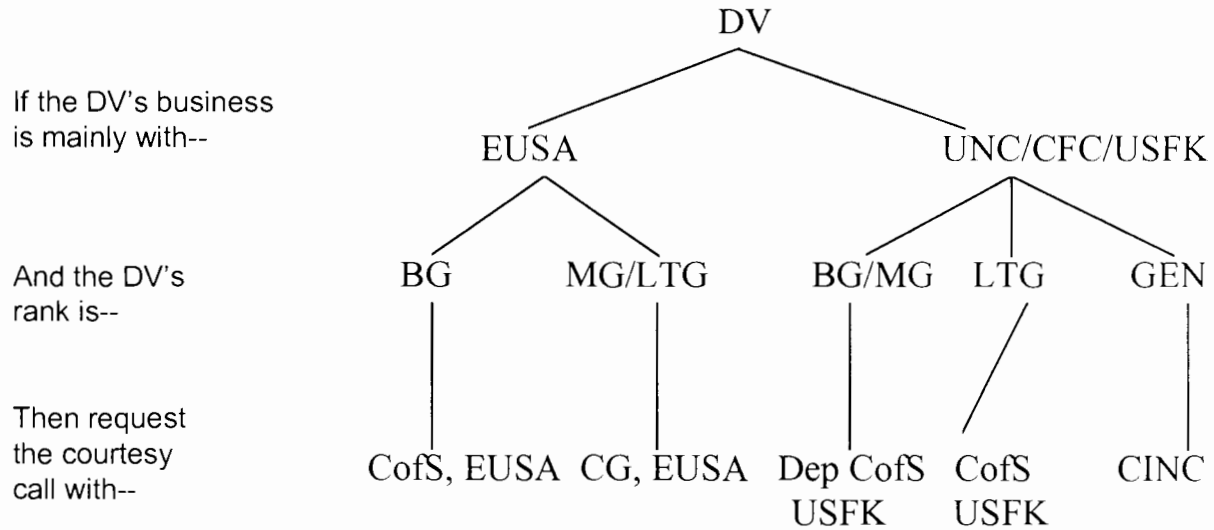 DV
If the DV's business
is mainly with--
EUSA UNC/CFC/USFK
And the DV's
rank is--
BG MG/LTG BG/MG LTG GEN
Then request
the courtesy
call with--
CofS, EUSA CG, EUSA Dep CofS CofS CINC
USFK USFK